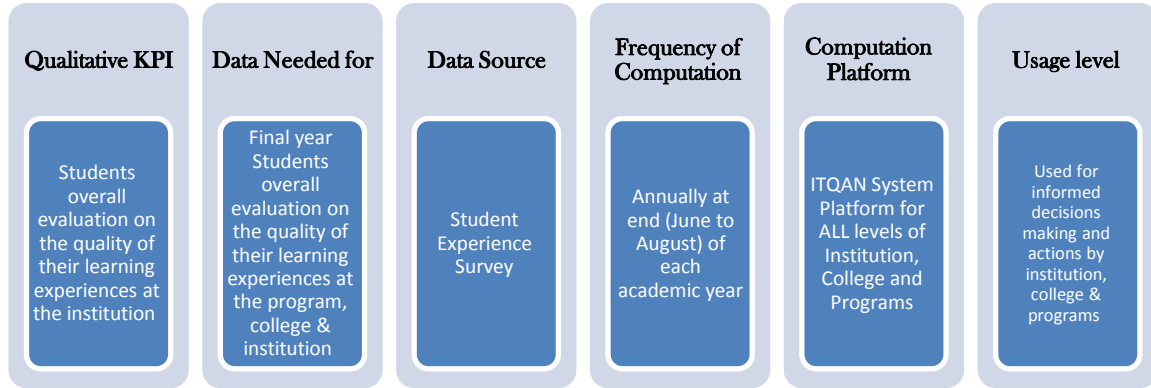 Qualitative KPI
Students
overall
evaluation on
the quality of
their learning
experiences at
the institution
Data Needed for
Final year
Students
overall
evaluation on
the quality of
their learning
experiences at
the program,
college &
institution
Data Source
Student
Experience
Survey
Frequency of
Computation
Annually at
end (June to
August) of
each
academic year
Computation
Platform
ITQAN System
Platform for
ALL levels of
Institution,
College and
Programs
Usage level
Used for
informed
decisions
making and
actions by
institution,
college &
programs